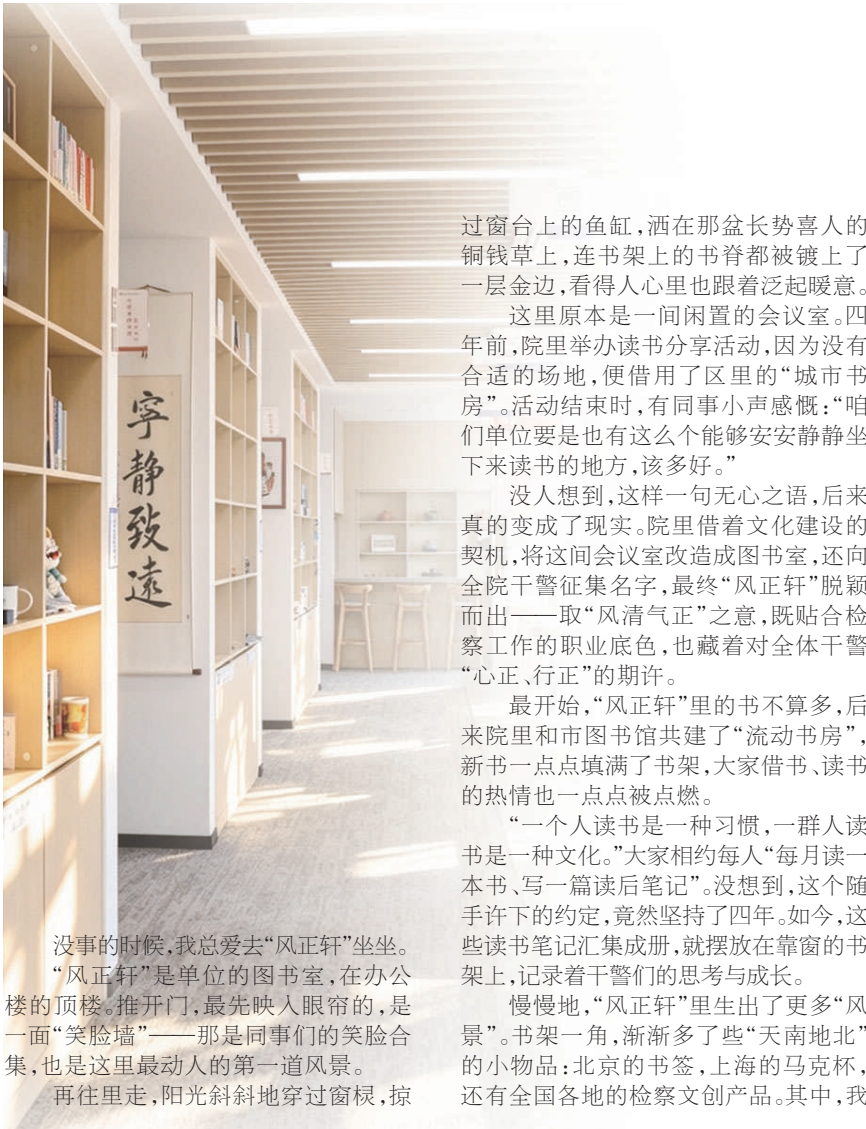 寧靜致遠
没事的时候,我总爱去“风正轩”坐坐。
“风正轩”是单位的图书室,在办公
楼的顶楼。推开门,最先映入眼帘的,是
一面“笑脸墙”——那是同事们的笑脸合
集,也是这里最动人的第一道风景。
再往里走,阳光斜斜地穿过窗棂,掠
过窗台上的鱼缸,洒在那盆长势喜人的
铜钱草上,连书架上的书脊都被镀上了
一层金边,看得人心里也跟着泛起暖意。
这里原本是一间闲置的会议室。四
年前,院里举办读书分享活动,因为没有
合适的场地,便借用了区里的“城市书
房”。活动结束时,有同事小声感慨:“咱
们单位要是也有这么个能够安安静静坐
下来读书的地方,该多好。”
没人想到,这样一句无心之语,后来
真的变成了现实。院里借着文化建设的
契机,将这间会议室改造成图书室,还向
全院干警征集名字,最终“风正轩”脱颖
而出——取“风清气正”之意,既贴合检
察工作的职业底色,也藏着对全体干警
“心正、行正”的期许。
最开始,“风正轩”里的书不算多,后
来院里和市图书馆共建了“流动书房”,
新书一点点填满了书架,大家借书、读书
的热情也一点点被点燃。
“一个人读书是一种习惯,一群人读
书是一种文化。”大家相约每人“每月读一
本书、写一篇读后笔记”。没想到,这个随
手许下的约定,竟然坚持了四年。如今,这
些读书笔记汇集成册,就摆放在靠窗的书
架上,记录着干警们的思考与成长。
慢慢地,“风正轩”里生出了更多“风
景”。书架一角,渐渐多了些“天南地北”
的小物品:北京的书签,上海的马克杯,
还有全国各地的检察文创产品。其中,我